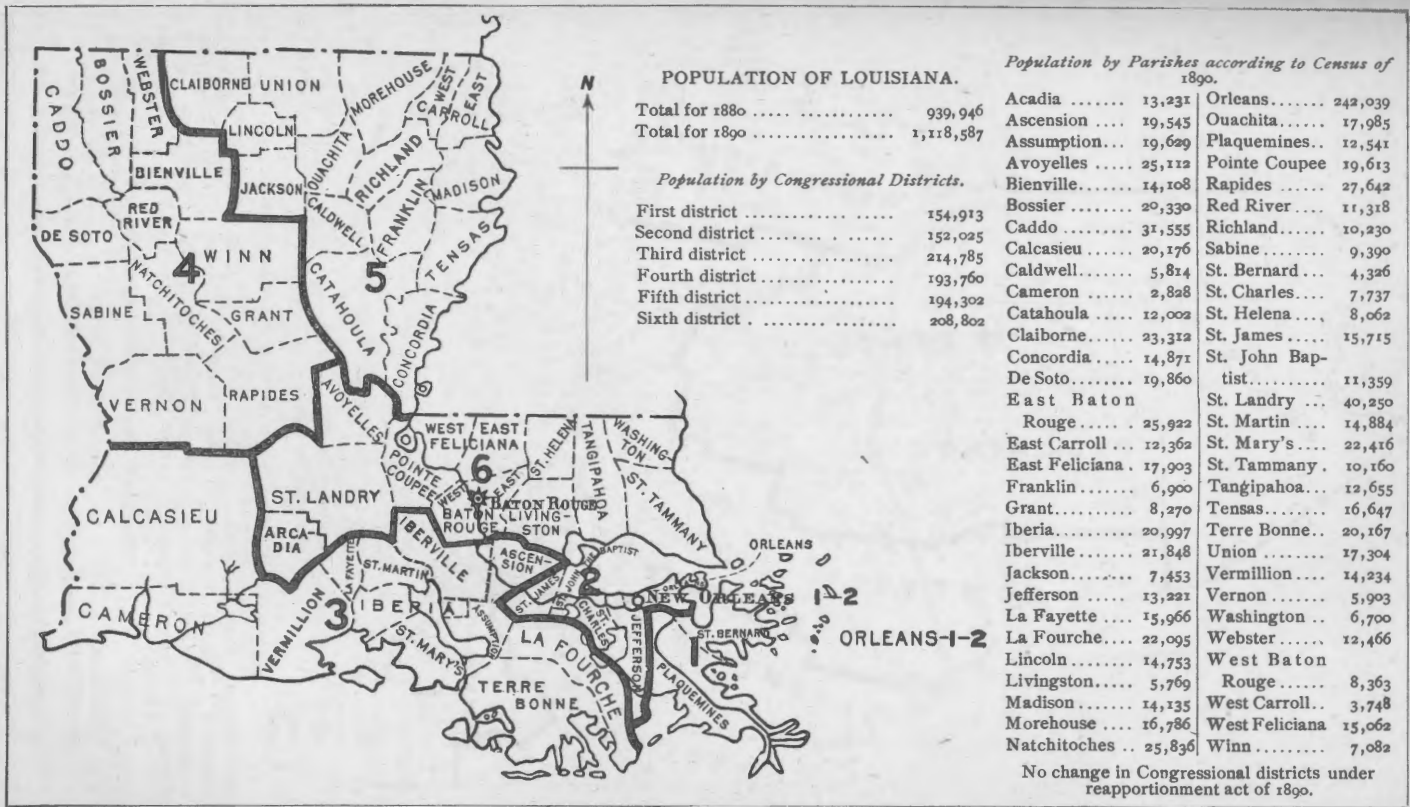 POPULATION OF LOUISIANA.
Total for 1880 ................ 939,946
Total for 1890 ................ 1,118,587
Population by Congressional Districts.
First district .................. 154,913
Second district .................. 152,025
Third district .................. 214,785
Fourth district .................. 193,760
Fifth district .................. 194,302
Sixth district .................. 208,802
Population by Parishes according to Census of
1890.
Acadia ...... 13,231
Ascension .... 19,545
Assumption... 19,629
Avoyelles .... 25,112
Bienville..... 14,108
Bossier ...... 20,330
Caddo ....... 31,555
Calcasieu .... 20,176
Caldwell..... 5,814
Cameron .... 2,828
Catahoula ... 12,002
Claiborne.... 23,312
Concordia .... 14,871
De Soto........ 19,860
East Baton
Rouge ..... 25,922
East Carroll .. 12,362
East Feliciana . 17,903
Franklin .... 6,900
Grant........ 8,270
Iberia ....... 20,997
Iberville ..... 21,848
Jackson ..... 7,453
Jefferson .... 13,221
La Fayette ... 15,966
La Fourche .. 22,095
Lincoln....... 14,753
Livingston..... 5,769
Madison ..... 14,135
Morehouse ... 16,786
Natchitoches .. 25,836
Orleans...... 242,039
Ouachita...... 17,985
Plaquemines.. 12,541
Pointe Coupee 19,613
Rapides ...... 27,642
Red River .... 11,318
Richland..... 10,230
Sabine ....... 9,390
St. Bernard... 4,326
St. Charles.... 7,737
St. Helena.... 8,062
St. James..... 15,715
St. John Bap-
tist.......... 11,359
St. Landry ... 40,250
St. Martin .... 14,884
St. Mary's.... 22,416
St. Tammany . 10,160
Tangipahoa... 12,655
Tensas....... 16,647
Terre Bonne.. 20,167
Union........ 17,304
Vermillion ... 14,234
Vernon ...... 5,903
Washington .. 6,700
Webster...... 12,466
West Baton
Rouge ...... 8,363
West Carroll.. 3,748
West Feliciana 15,062
Winn ........ 7,082
No change in Congressional districts under
reapportionment act of 1890.
N
CADDO
BOSSIER
WEBSTER
CLAIBORNE
UNION
MOREHOUSE
WEST
CARROLL
EAST
LINCOLN
OUACHITA
RICHLAND
BIENVILLE
JACKSON
MADISON
CALDWELL
FRANKLIN
RED
RIVER
DE SOTO
4
WINN
5
TENSAS
NATCHITOCHES
CATAHOULA
SABINE
GRANT
CONCORDIA
VERNON
RAPIDES
AVOYELLES
WEST
FELICIANA
EAST
ST. HELENA
TANGIPAHOA
WASHING-
TON
POINTE
COUPEE
6
ST. TAMMANY
CALCASIEU
ST. LANDRY
WEST
BATON
ROUGE
EAST
BATON ROUGE
LIVING-
STON
ARCA-
DIA
IBERVILLE
LA FAYETTE
ST. MARTIN
ASCEN-
SION
ST. JOHN THE BAPTIST
ORLEANS
2
ST. JAMES
NEW ORLEANS 1-2
CAMERON
VERMILLION
3
IBERIA
ASSUMPTION
ST. CHARLES
JEFFERSON
ST. BERNARD
1
ORLEANS-1-2
ST. MARY'S
LA FOURCHE
TERRE
BONNE
PLAQUEMINES